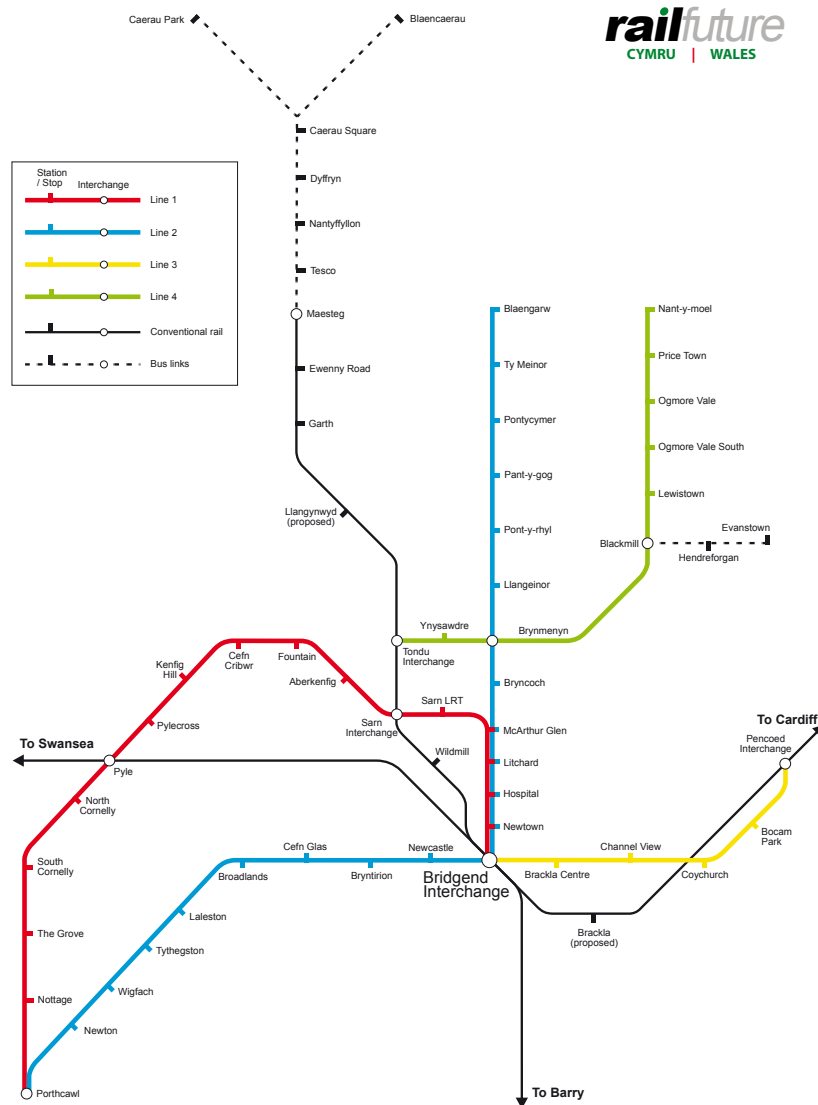 railfuture
CYMRU | WALES
Caerau Park
Blaencaerau
Caerau Square
Dyffryn
Nantyffyllon
Tesco
Maesteg
Ewenny Road
Garth
Llangynwyd
(proposed)
Station
/ Stop
Interchange
Line 1
Line 2
Line 3
Line 4
Conventional rail
Bus links
Blaengarw
Ty Meinor
Pontycymer
Pant-y-gog
Pont-y-rhyl
Llangeinor
Nant-y-moel
Price Town
Ogmore Vale
Ogmore Vale South
Lewistown
Blackmill
Evanstown
Hendreforgan
Ynysawdre
Brynmenyn
Tondu
Interchange
Bryncoch
Kenfig
Hill
Cefn
Cribwr
Fountain
Aberkenfig
Pylecross
Sarn
Interchange
Sarn LRT
McArthur Glen
Wildmill
Litchard
Hospital
Newtown
To Swansea
Pyle
North
Cornelly
South
Cornelly
The Grove
Nottage
Porthcawl
To Cardiff
Pencoed
Interchange
Bocam
Park
Channel View
Coychurch
Brackla Centre
Brackla
(proposed)
Bridgend
Interchange
Newcastle
Cefn Glas
Bryntirion
Broadlands
Laleston
Tythegston
Wigfach
Newton
To Barry